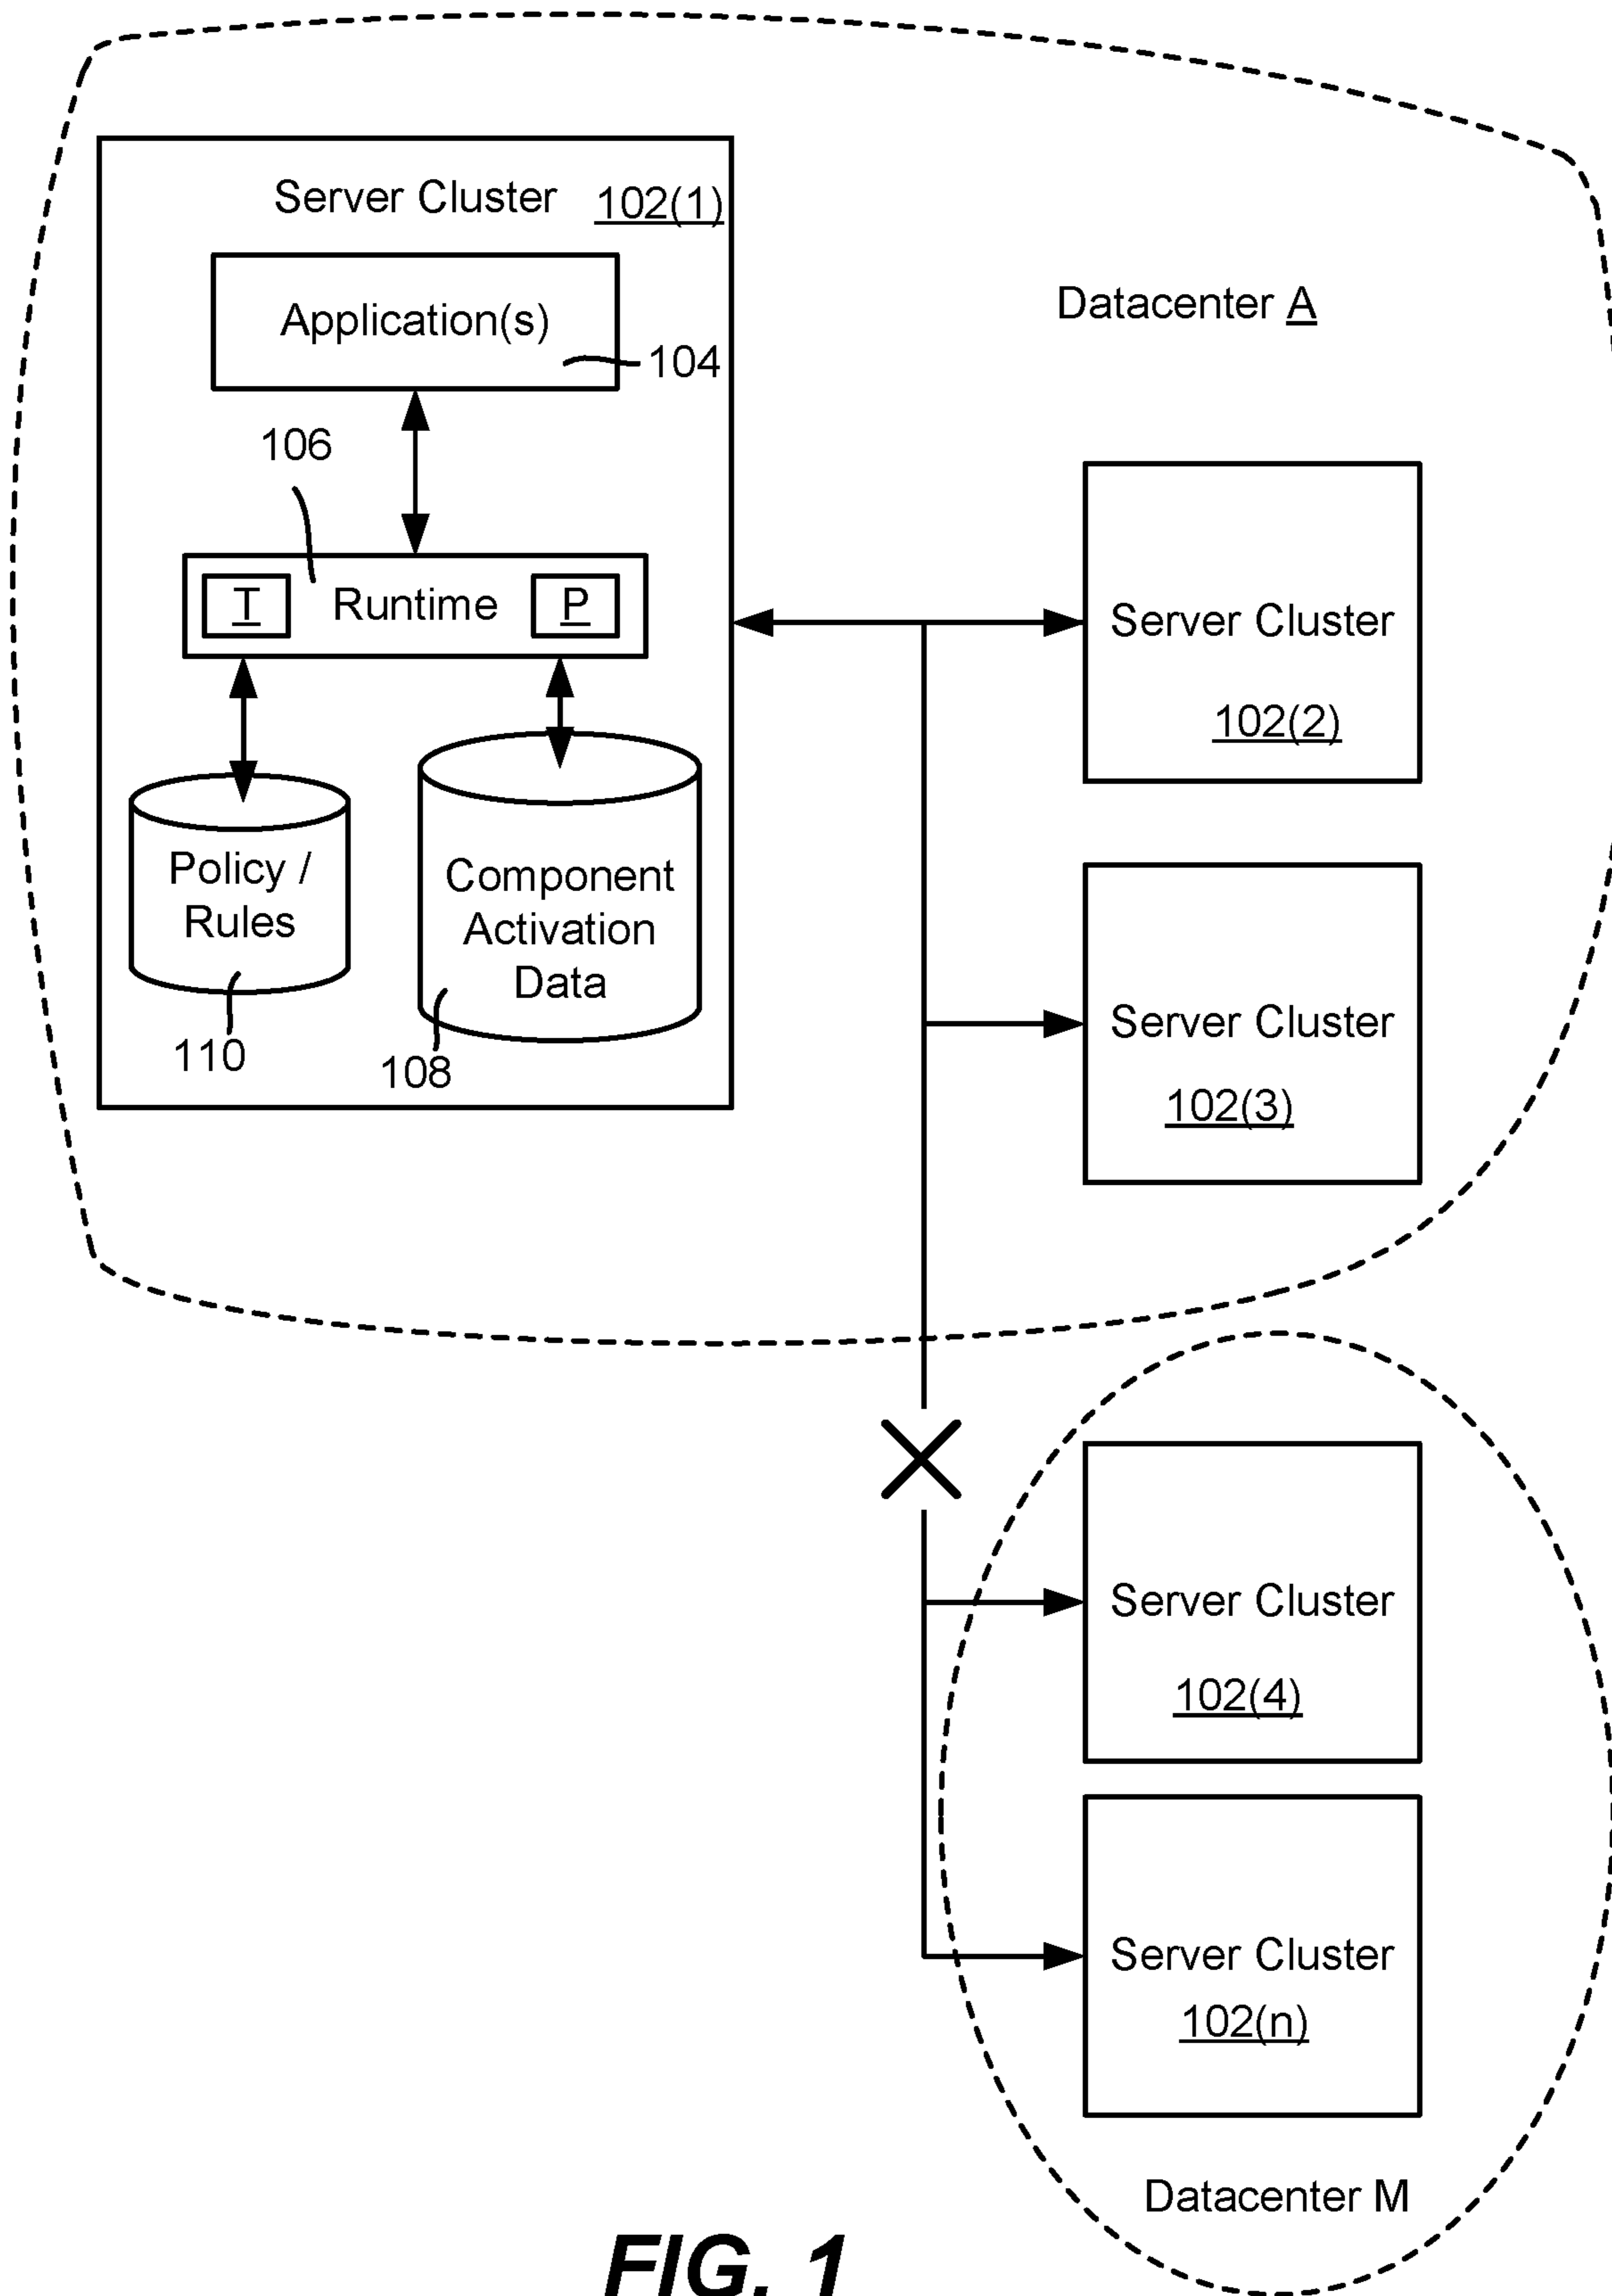 Server Cluster 102(1)
Application(s)
104
106
T Runtime P
Policy /
Rules
110
Component
Activation
Data
108
Datacenter A
Server Cluster
102(2)
Server Cluster
102(3)
Server Cluster
102(4)
Server Cluster
102(n)
Datacenter M
FIG. 1